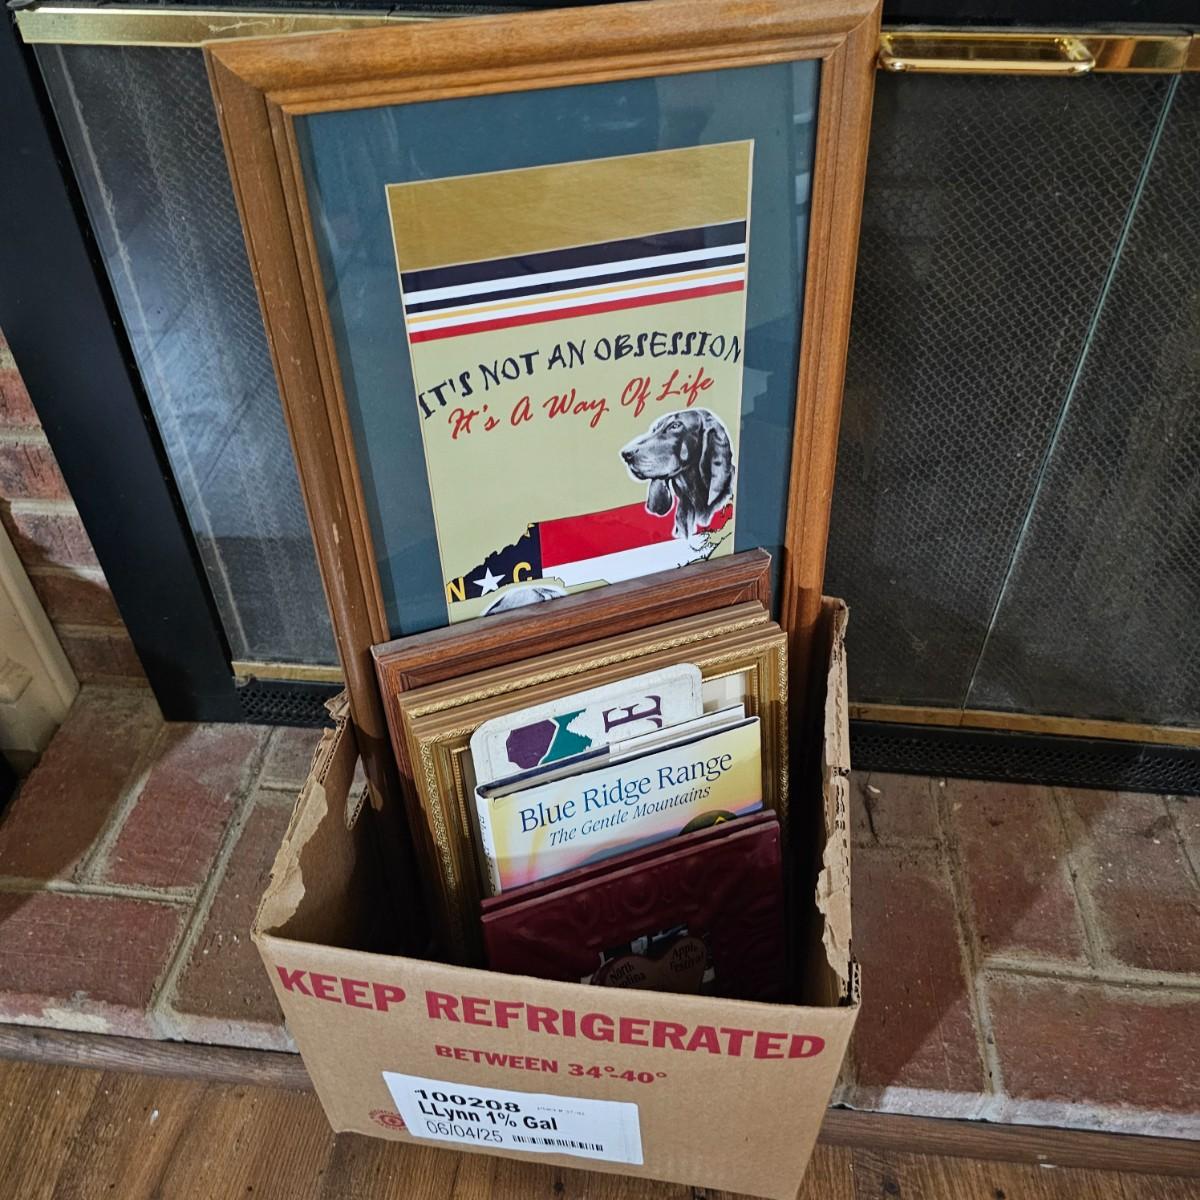 IT'S NOT AN OBSESSION
It's A Way Of Life
N ★ C
E
Blue Ridge Range
The Gentle Mountains
North
Apple
Festival
KEEP REFRIGERATED
BETWEEN 34°-40°
100208
LLynn 1% Gal
06/04/25